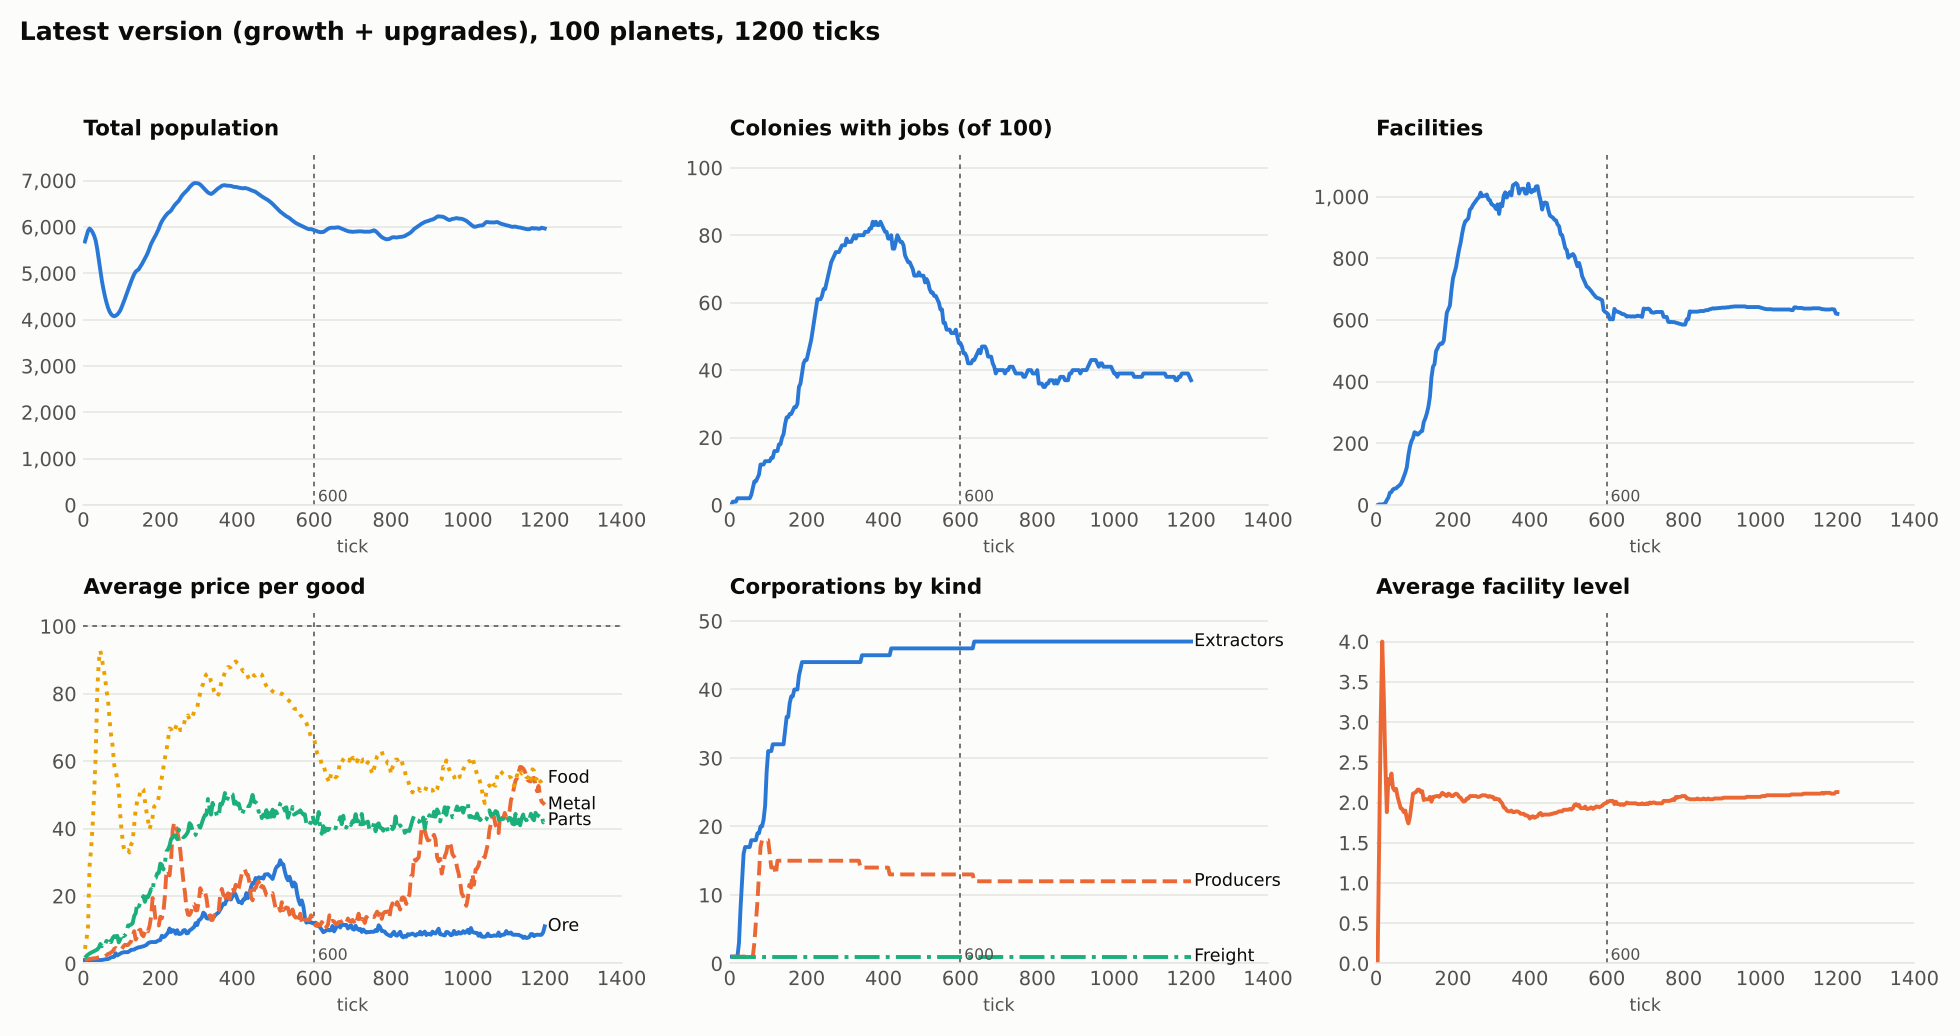 Latest version (growth + upgrades), 100 planets, 1200 ticks
Total population
7,000
6,000
5,000
4,000
3,000
2,000
1,000
0
600
0 200 400 600 800 1000 1200 1400
tick
Colonies with jobs (of 100)
100
80
60
40
20
0
600
0 200 400 600 800 1000 1200 1400
tick
Facilities
1,000
800
600
400
200
0
600
0 200 400 600 800 1000 1200 1400
tick
Average price per good
100
80
60
40
20
0
Food
Metal
Parts
Ore
600
0 200 400 600 800 1000 1200 1400
tick
Corporations by kind
50
40
30
20
10
0
Extractors
Producers
Freight
600
0 200 400 600 800 1000 1200 1400
tick
Average facility level
4.0
3.5
3.0
2.5
2.0
1.5
1.0
0.5
0.0
600
0 200 400 600 800 1000 1200 1400
tick